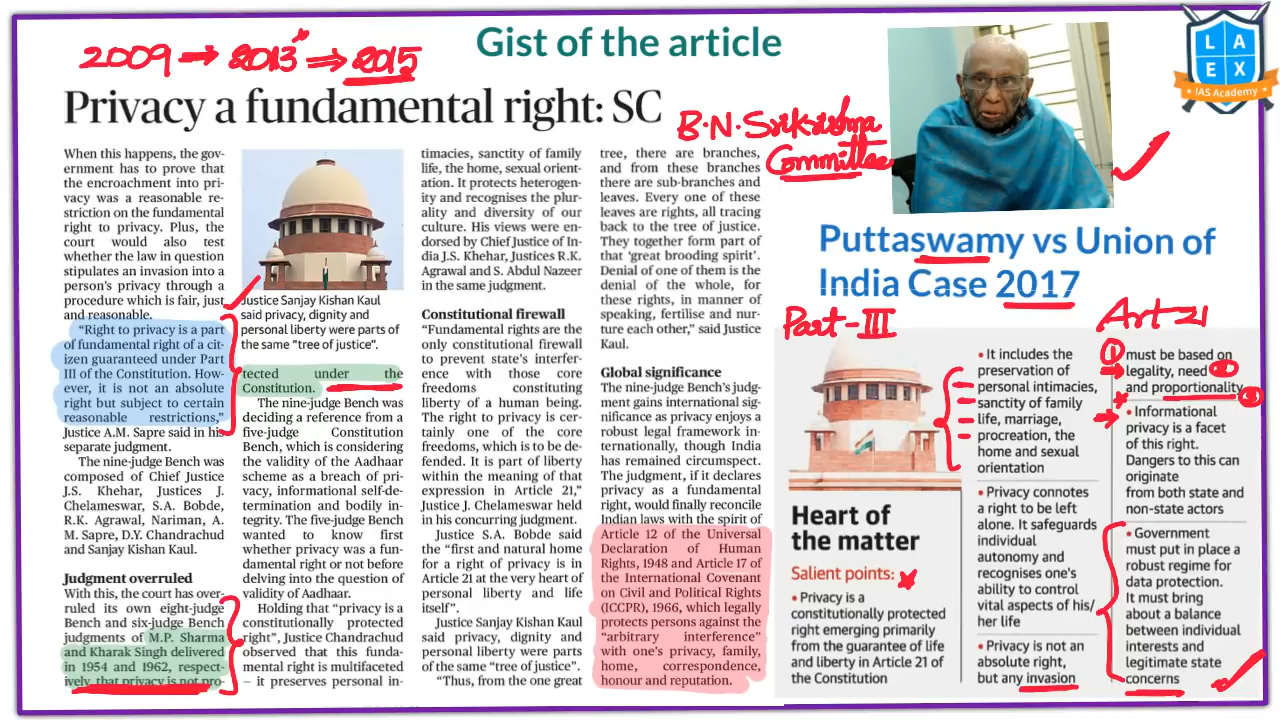 Gist of the article
2009 → 2013* ⇒ 2015
Privacy a fundamental right: SC
B.N. Srikrishna
Committee
L A
E X
IAS Academy
When this happens, the gov-
ernment has to prove that
the encroachment into pri-
vacy was a reasonable re-
striction on the fundamental
right to privacy. Plus, the
court would also test
whether the law in question
stipulates an invasion into a
person's privacy through a
procedure which is fair, just
and reasonable.
"Right to privacy is a part
of fundamental right of a cit-
izen guaranteed under Part
III of the Constitution. How-
ever, it is not an absolute
right but subject to certain
reasonable restrictions,"
Justice A.M. Sapre said in his
separate judgment.
The nine-judge Bench was
composed of Chief Justice
J.S. Khehar, Justices J.
Chelameswar, S.A. Bobde,
R.K. Agrawal, Nariman, A.
M. Sapre, D.Y. Chandrachud
and Sanjay Kishan Kaul.
Judgment overruled
With this, the court has over-
ruled its own eight-judge
Bench and six-judge Bench
judgments of M.P. Sharma
and Kharak Singh delivered
in 1954 and 1962, respect-
ively, that privacy is not pro-
Justice Sanjay Kishan Kaul
said privacy, dignity and
personal liberty were parts of
the same "tree of justice".
tected under the
Constitution.
The nine-judge Bench was
deciding a reference from a
five-judge Constitution
Bench, which is considering
the validity of the Aadhaar
scheme as a breach of pri-
vacy, informational self-de-
termination and bodily in-
tegrity. The five-judge Bench
wanted to know first
whether privacy was a fun-
damental right or not before
delving into the question of
validity of Aadhaar.
Holding that "privacy is a
constitutionally protected
right", Justice Chandrachud
observed that this funda-
mental right is multifaceted
– it preserves personal in-
timacies, sanctity of family
life, the home, sexual orient-
ation. It protects heterogen-
eity and recognises the plur-
ality and diversity of our
culture. His views were en-
dorsed by Chief Justice of In-
dia J.S. Khehar, Justices R.K.
Agrawal and S. Abdul Nazeer
in the same judgment.
Constitutional firewall
"Fundamental rights are the
only constitutional firewall
to prevent state's interfer-
ence with those core
freedoms constituting
liberty of a human being.
The right to privacy is cer-
tainly one of the core
freedoms, which is to be de-
fended. It is part of liberty
within the meaning of that
expression in Article 21,"
Justice J. Chelameswar held
in his concurring judgment.
Justice S.A. Bobde said
the "first and natural home
for a right of privacy is in
Article 21 at the very heart of
personal liberty and life
itself".
Justice Sanjay Kishan Kaul
said privacy, dignity and
personal liberty were parts
of the same "tree of justice".
"Thus, from the one great
tree, there are branches,
and from these branches
there are sub-branches and
leaves. Every one of these
leaves are rights, all tracing
back to the tree of justice.
They together form part of
that 'great brooding spirit'.
Denial of one of them is the
denial of the whole, for
these rights, in manner of
speaking, fertilise and nur-
ture each other," said Justice
Kaul.
Global significance
The nine-judge Bench's judg-
ment gains international sig-
nificance as privacy enjoys a
robust legal framework in-
ternationally, though India
has remained circumspect.
The judgment, if it declares
privacy as a fundamental
right, would finally reconcile
Indian laws with the spirit of
Article 12 of the Universal
Declaration of Human
Rights, 1948 and Article 17 of
the International Covenant
on Civil and Political Rights
(ICCPR), 1966, which legally
protects persons against the
"arbitrary interference"
with one's privacy, family,
home, correspondence,
honour and reputation.
Puttaswamy vs Union of
India Case 2017
Part-III
Art 21
Heart of
the matter
Salient points: *
• Privacy is a
constitutionally protected
right emerging primarily
from the guarantee of life
and liberty in Article 21 of
the Constitution
• It includes the
preservation of
personal intimacies,
sanctity of family
life, marriage,
procreation, the
home and sexual
orientation
• Privacy connotes
a right to be left
alone. It safeguards
individual
autonomy and
recognises one's
ability to control
vital aspects of his/
her life
• Privacy is not an
absolute right,
but any invasion
① must be based on
legality, need ②
and proportionality ③
• Informational
privacy is a facet
of this right.
Dangers to this can
originate
from both state and
non-state actors
• Government
must put in place a
robust regime for
data protection.
It must bring
about a balance
between individual
interests and
legitimate state
concerns